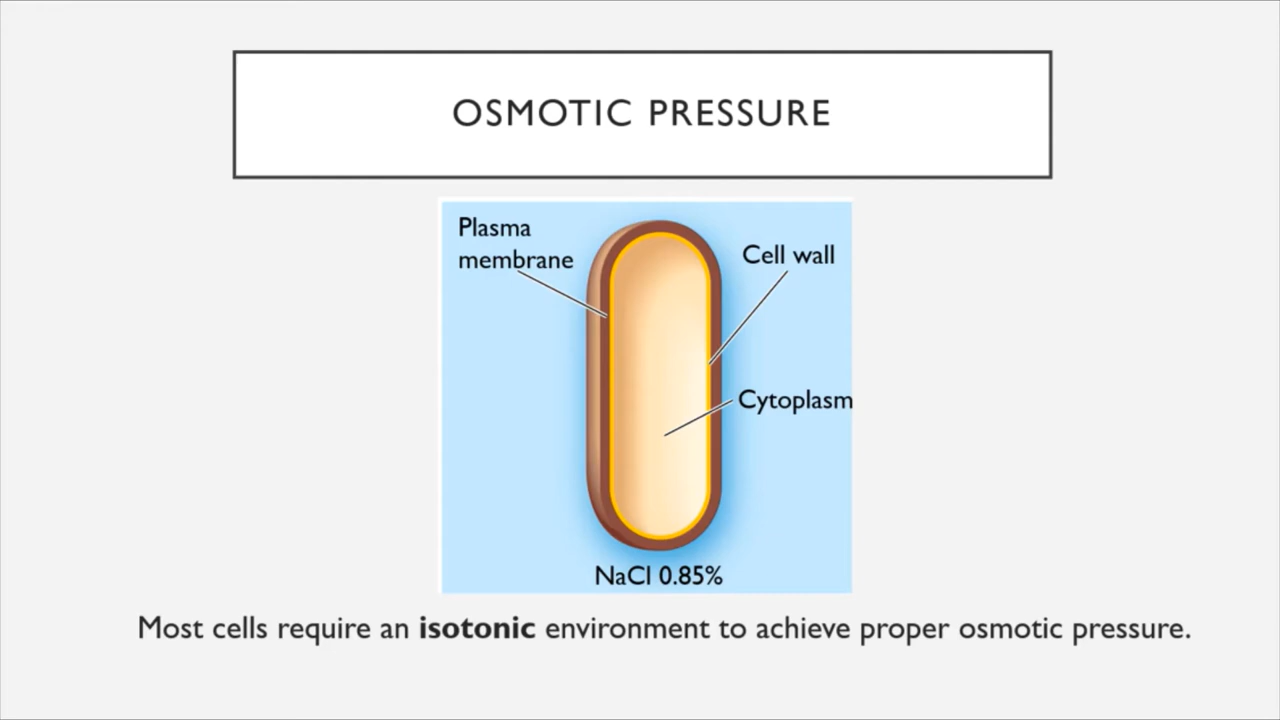 OSMOTIC PRESSURE
Plasma
membrane
Cell wall
Cytoplasm
NaCl 0.85%
Most cells require an isotonic environment to achieve proper osmotic pressure.